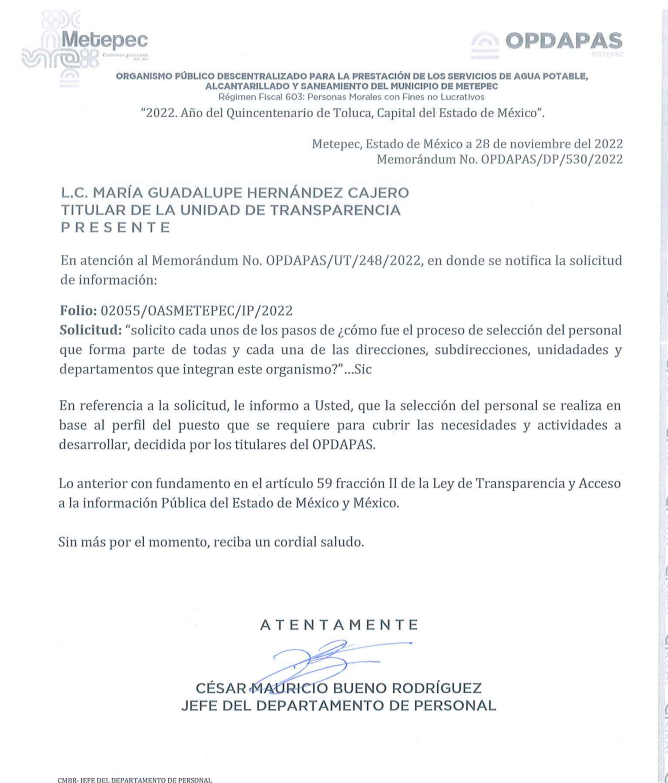 Metepec
OPDAPAS
METEPEC
ORGANISMO PÚBLICO DESCENTRALIZADO PARA LA PRESTACIÓN DE LOS SERVICIOS DE AGUA POTABLE,
ALCANTARILLADO Y SANEAMIENTO DEL MUNICIPIO DE METEPEC
Régimen Fiscal 603: Personas Morales con Fines no Lucrativos
"2022. Año del Quincentenario de Toluca, Capital del Estado de México".
Metepec, Estado de México a 28 de noviembre del 2022
Memorándum No. OPDAPAS/DP/530/2022
L.C. MARÍA GUADALUPE HERNÁNDEZ CAJERO
TITULAR DE LA UNIDAD DE TRANSPARENCIA
P R E S E N T E
En atención al Memorándum No. OPDAPAS/UT/248/2022, en donde se notifica la solicitud
de información:
Folio: 02055/OASMETEPEC/IP/2022
Solicitud: "solicito cada unos de los pasos de ¿cómo fue el proceso de selección del personal
que forma parte de todas y cada una de las direcciones, subdirecciones, unidadades y
departamentos que integran este organismo?"...Sic
En referencia a la solicitud, le informo a Usted, que la selección del personal se realiza en
base al perfil del puesto que se requiere para cubrir las necesidades y actividades a
desarrollar, decidida por los titulares del OPDAPAS.
Lo anterior con fundamento en el artículo 59 fracción II de la Ley de Transparencia y Acceso
a la información Pública del Estado de México y México.
Sin más por el momento, reciba un cordial saludo.
A T E N T A M E N T E
CÉSAR MAURICIO BUENO RODRÍGUEZ
JEFE DEL DEPARTAMENTO DE PERSONAL
CMBR- JEFE DEL DEPARTAMENTO DE PERSONAL